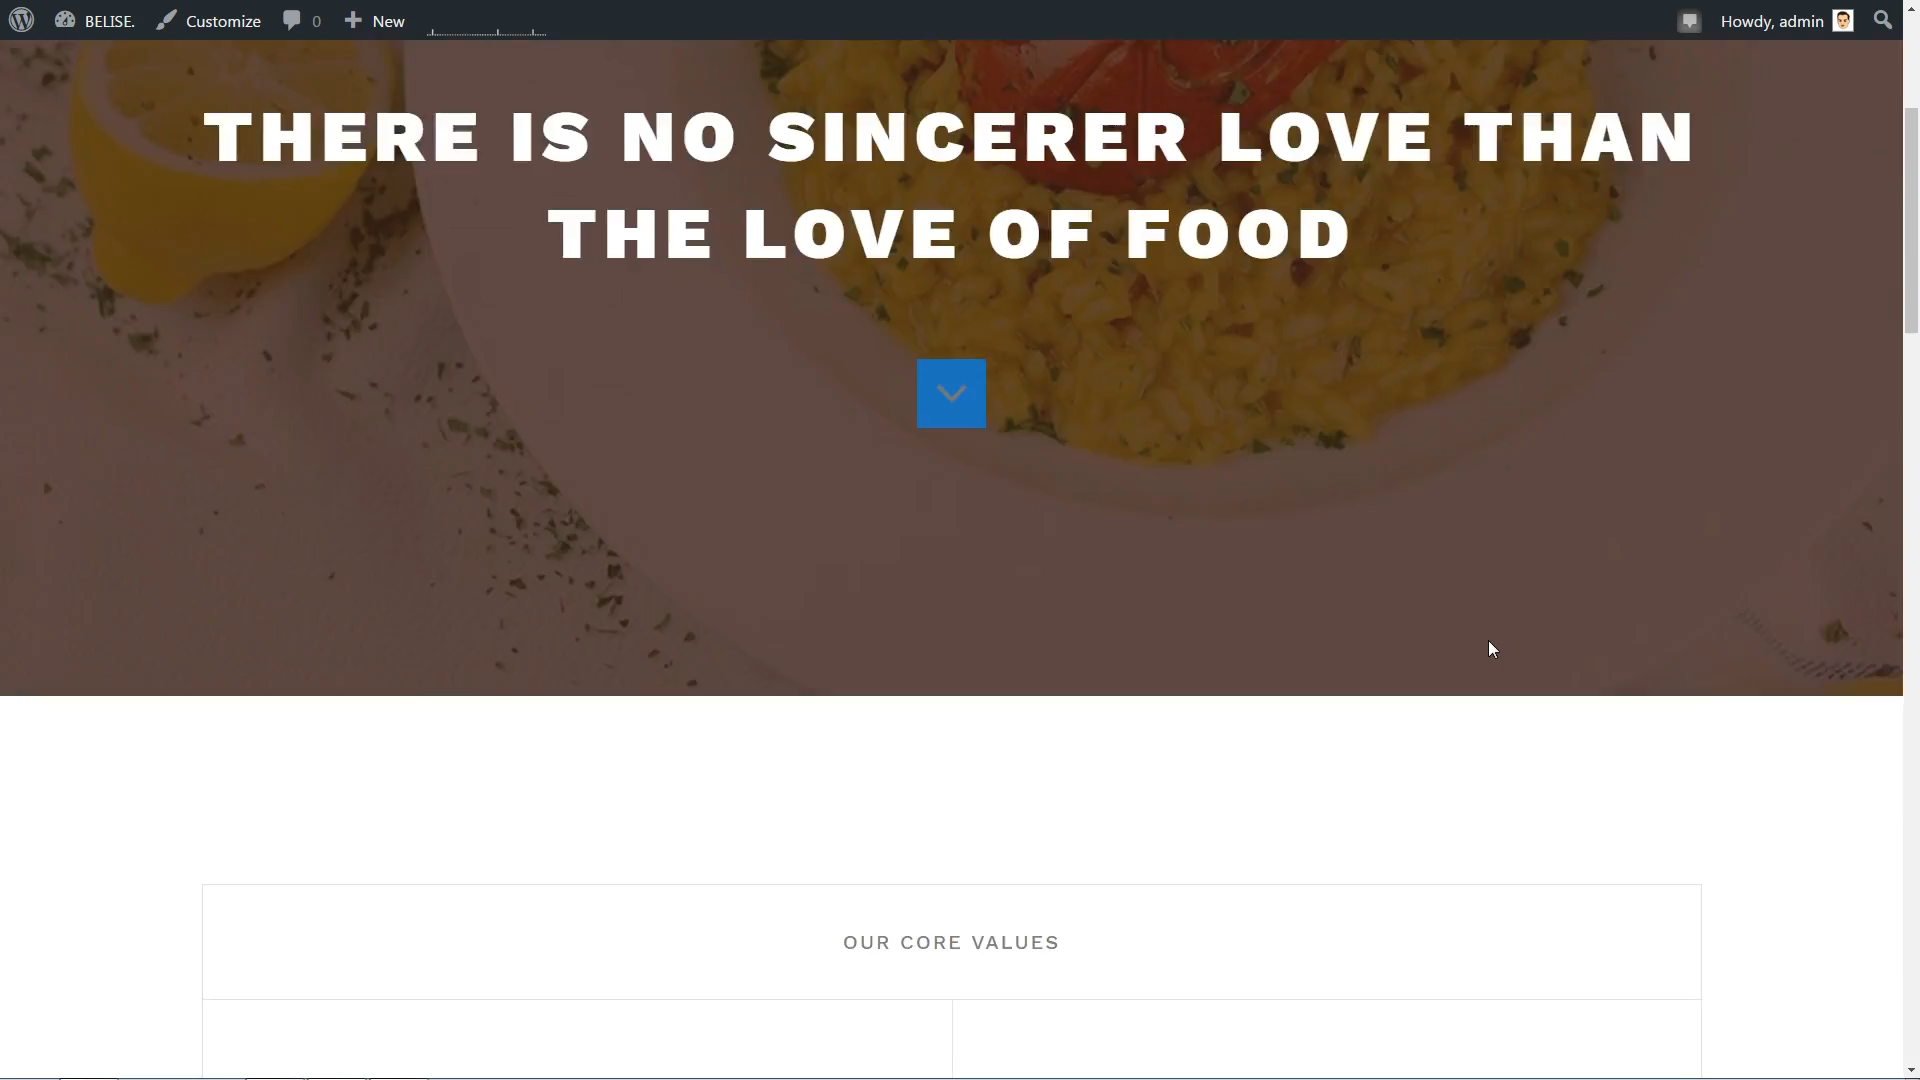 BELISE. Customize 0 New Howdy, admin
THERE IS NO SINCERER LOVE THAN
THE LOVE OF FOOD
OUR CORE VALUES